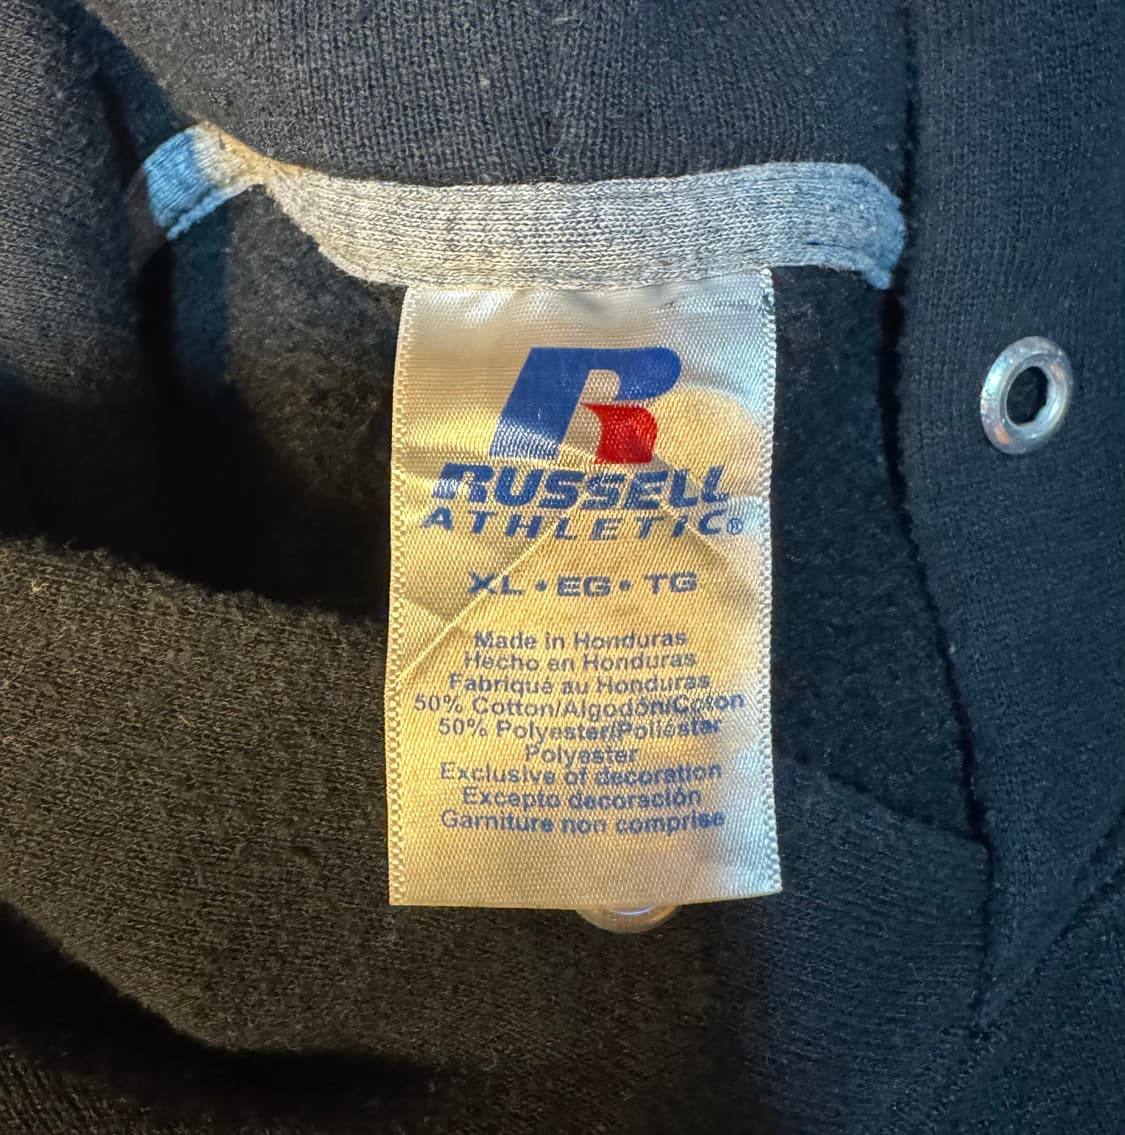 RUSSELL
ATHLETIC®
XL • EG • TG
Made in Honduras
Hecho en Honduras
Fabriqué au Honduras
50% Cotton/Algodón/Coton
50% Polyester/Poliéster
Polyester
Exclusive of decoration
Excepto decoración
Garniture non comprise